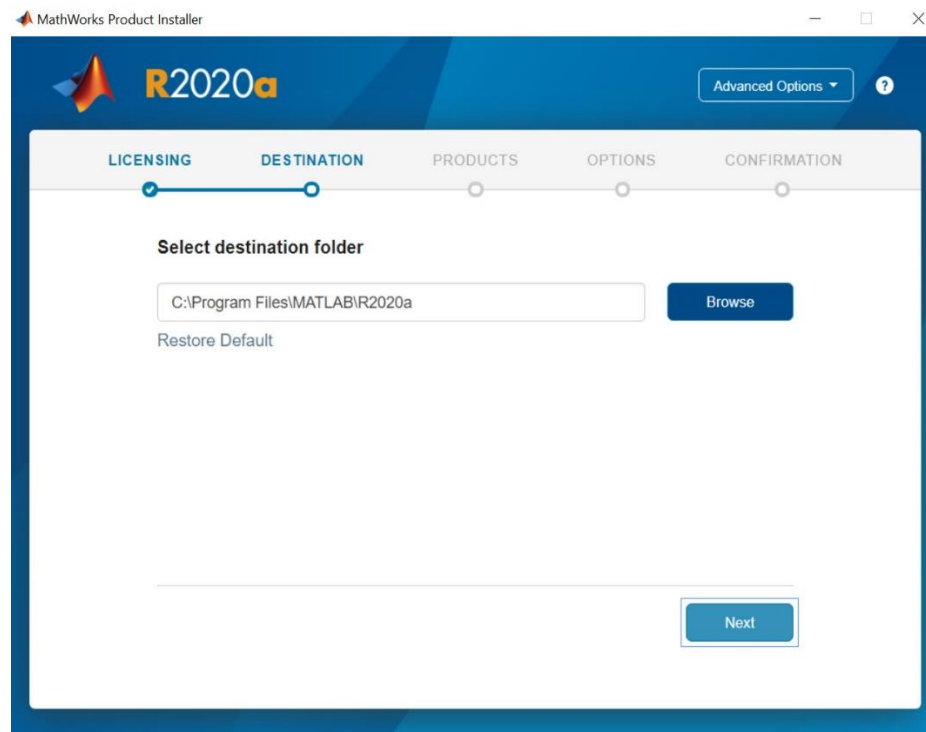 MathWorks Product Installer
R2020a
Advanced Options
?
LICENSING DESTINATION PRODUCTS OPTIONS CONFIRMATION
Select destination folder
C:\Program Files\MATLAB\R2020a Browse
Restore Default
Next